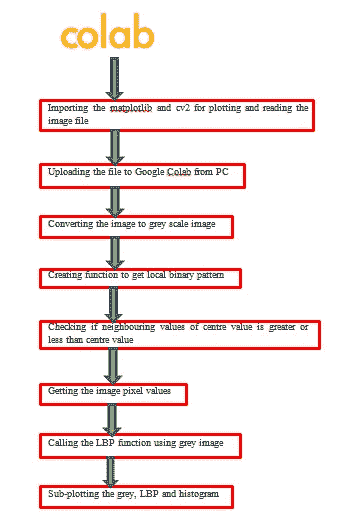 colab
Importing the matplotlib and cv2 for plotting and reading the
image file
Uploading the file to Google Colab from PC
Converting the image to grey scale image
Creating function to get local binary pattern
Checking if neighbouring values of centre value is greater or
less than centre value
Getting the image pixel values
Calling the LBP function using grey image
Sub-plotting the grey, LBP and histogram